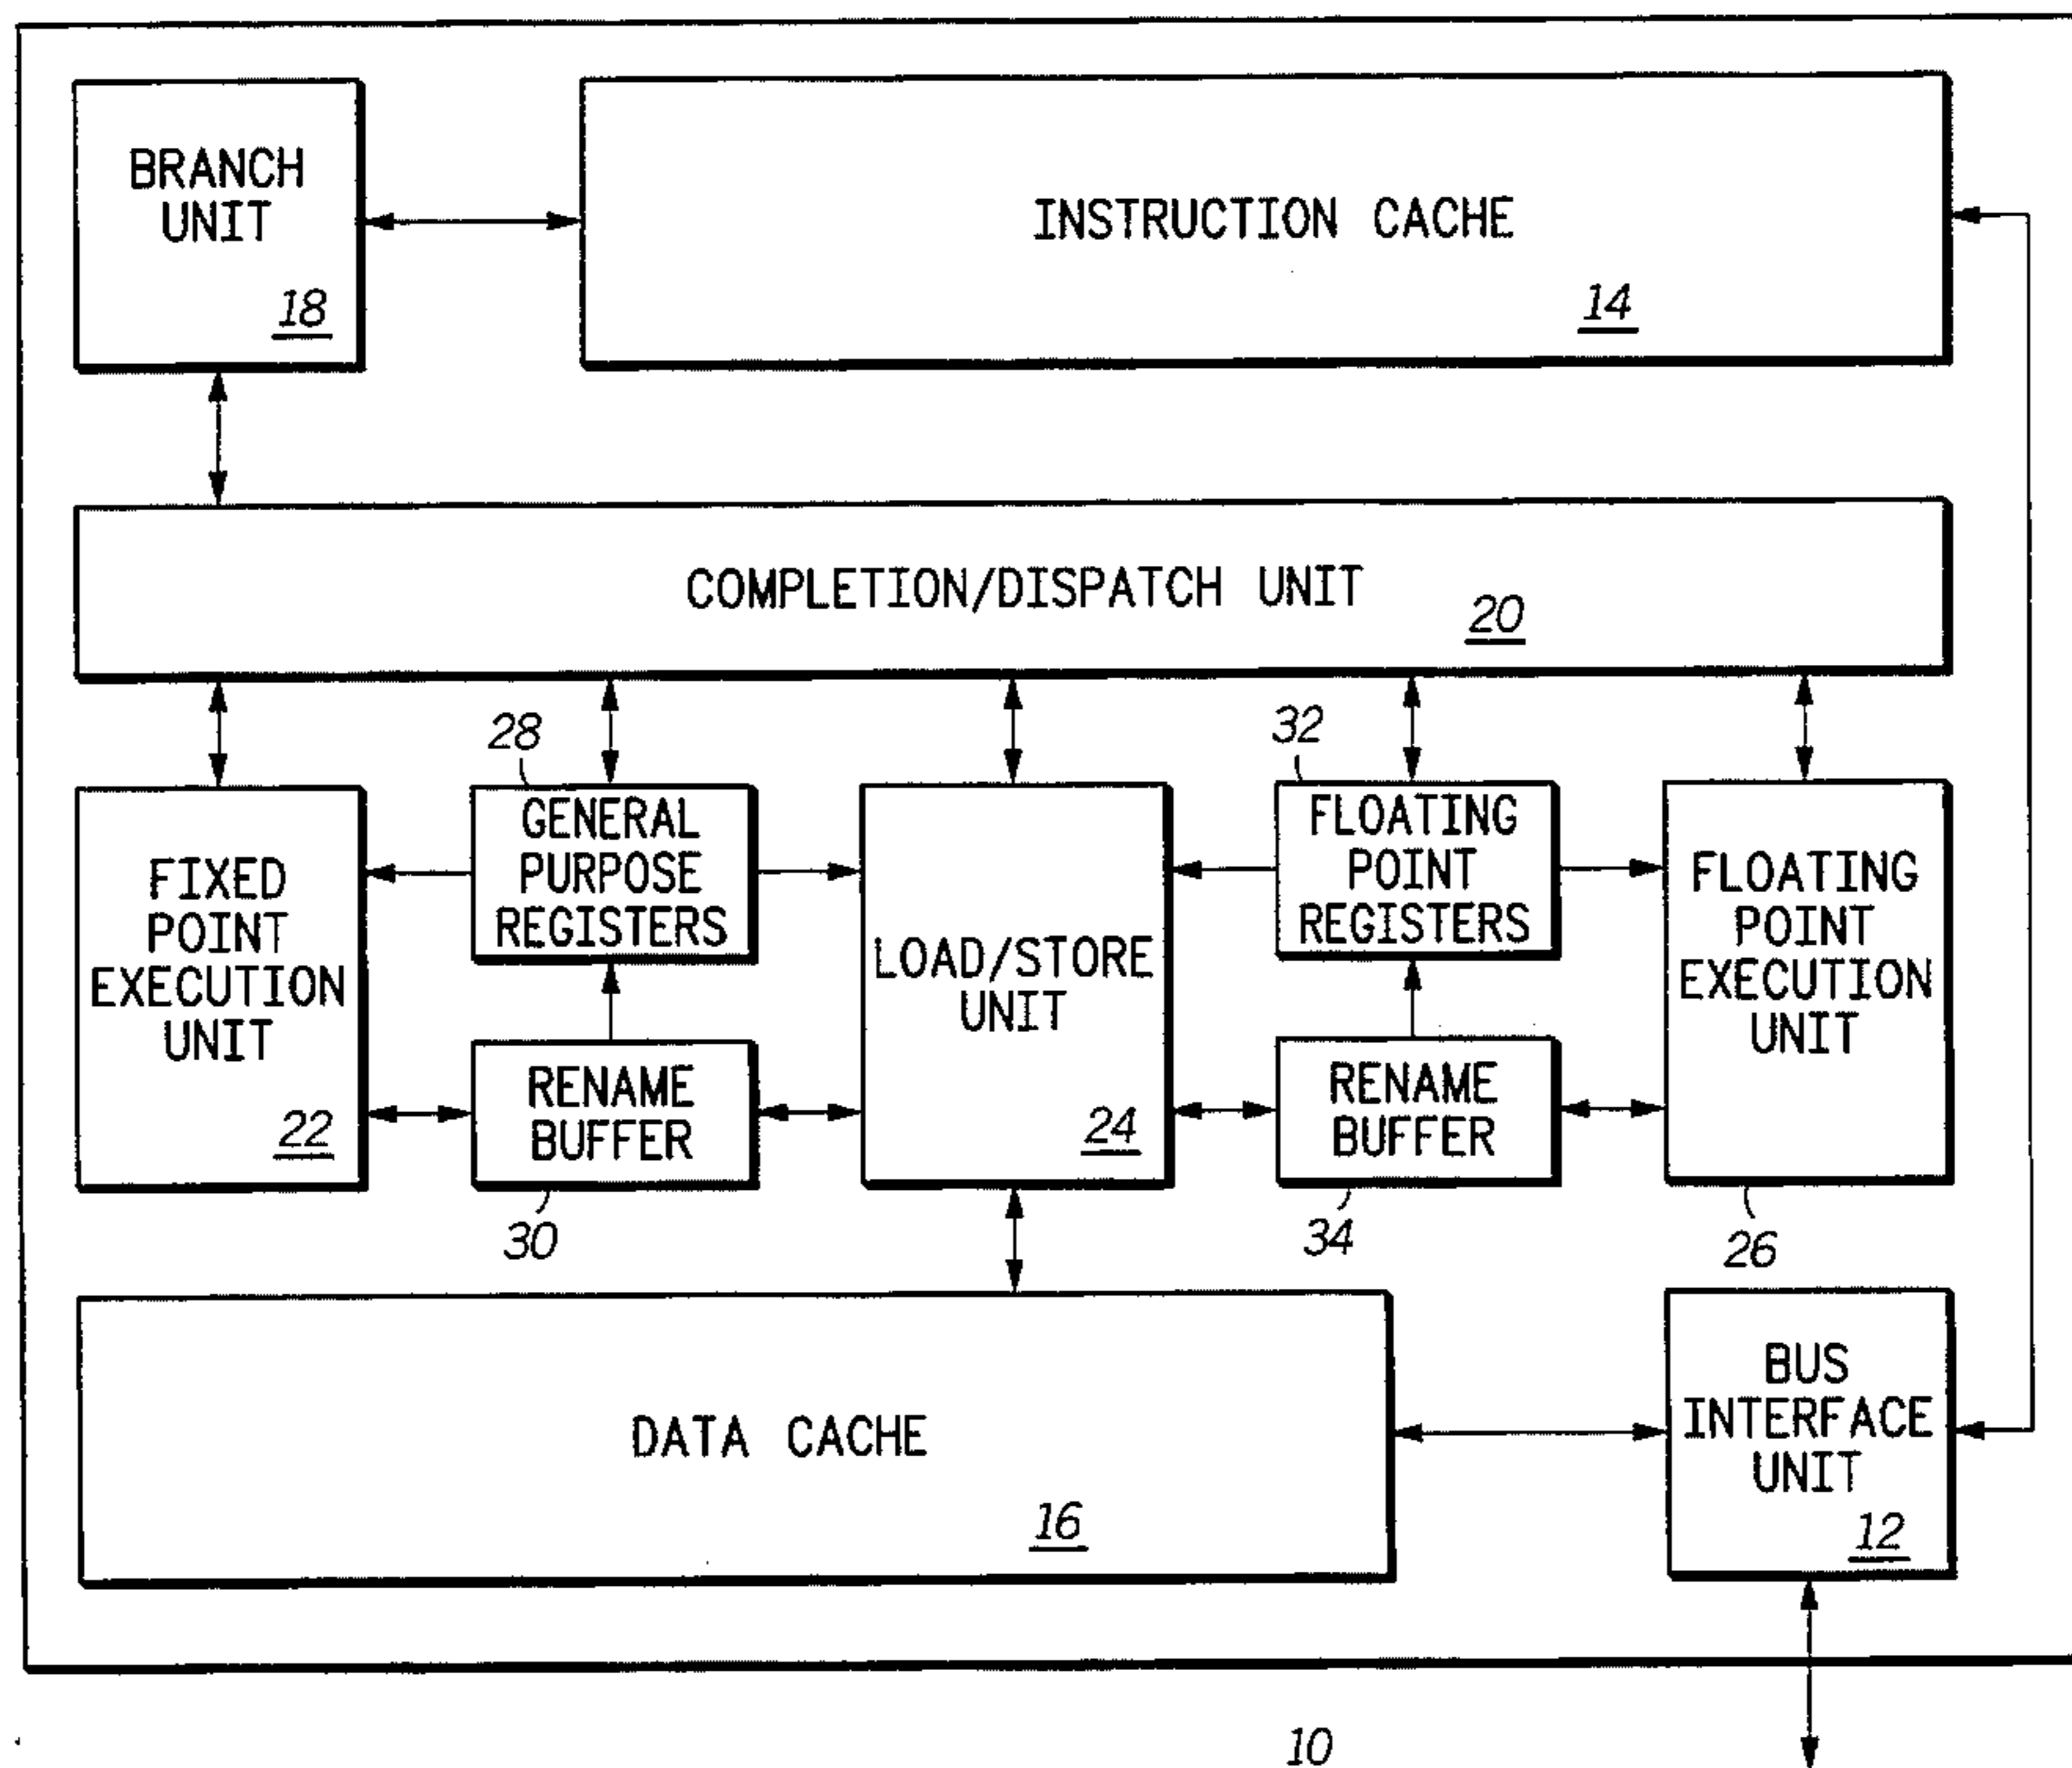 BRANCH
UNIT
18
INSTRUCTION CACHE
14
COMPLETION/DISPATCH UNIT
20
28
32
FIXED
POINT
EXECUTION
UNIT
22
GENERAL
PURPOSE
REGISTERS
RENAME
BUFFER
30
LOAD/STORE
UNIT
24
FLOATING
POINT
REGISTERS
RENAME
BUFFER
34
FLOATING
POINT
EXECUTION
UNIT
26
DATA CACHE
16
BUS
INTERFACE
UNIT
12
10